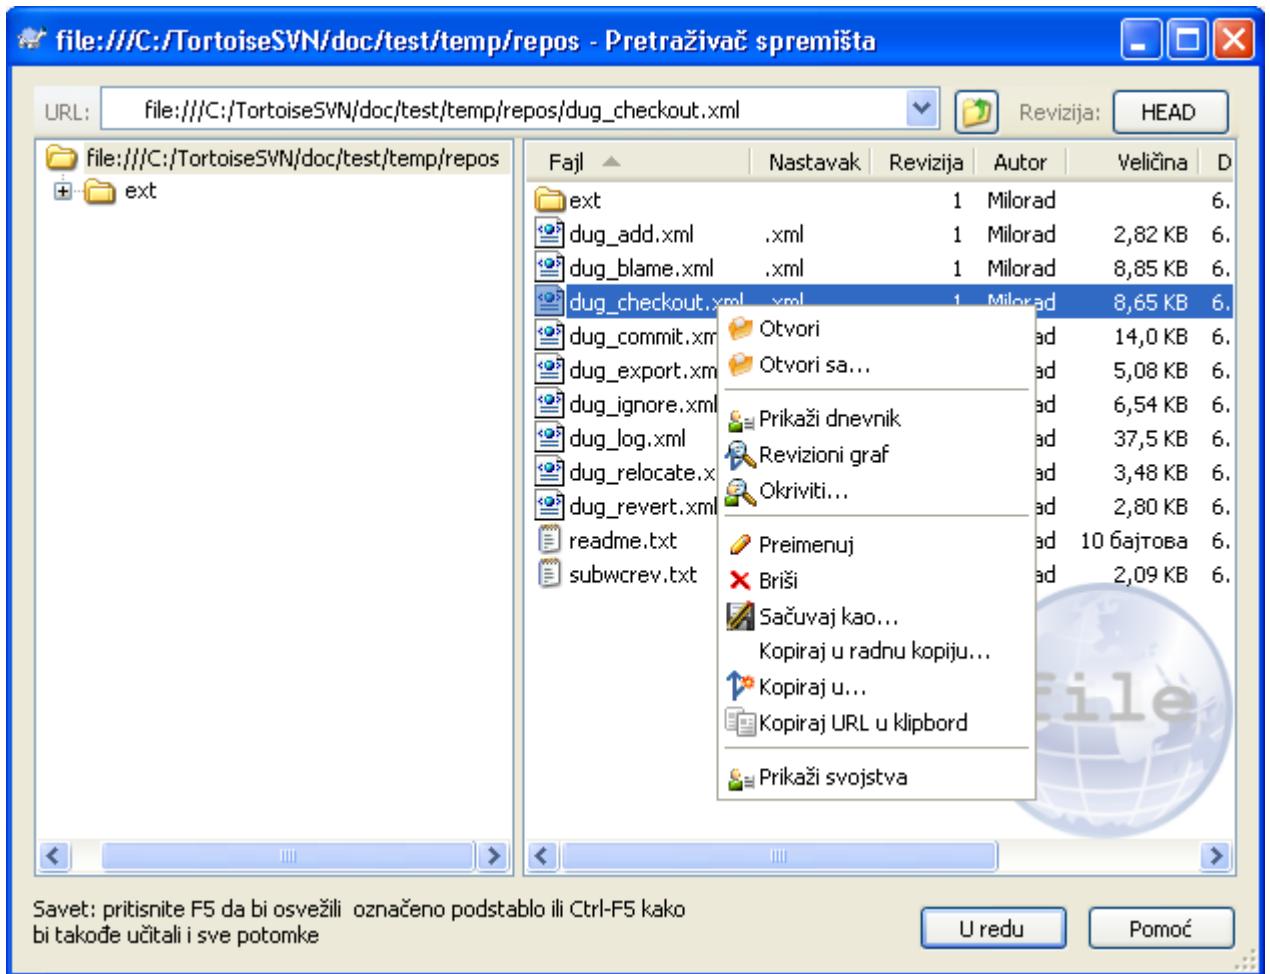 file:///C:/TortoiseSVN/doc/test/temp/repos - Pretraživač spremišta
URL: file:///C:/TortoiseSVN/doc/test/temp/repos/dug_checkout.xml Revizija: HEAD
file:///C:/TortoiseSVN/doc/test/temp/repos
ext
Fajl Nastavak Revizija Autor Veličina D
ext 1 Milorad 6.
dug_add.xml .xml 1 Milorad 2,82 KB 6.
dug_blame.xml .xml 1 Milorad 8,85 KB 6.
dug_checkout.xml .xml 1 Milorad 8,65 KB 6.
dug_commit.xm ad 14,0 KB 6.
dug_export.xm ad 5,08 KB 6.
dug_ignore.xml ad 6,54 KB 6.
dug_log.xml ad 37,5 KB 6.
dug_relocate.x ad 3,48 KB 6.
dug_revert.xml ad 2,80 KB 6.
readme.txt ad 10 бајтова 6.
subwcrev.txt ad 2,09 KB 6.
Otvori
Otvori sa...
Prikaži dnevnik
Revizioni graf
Okriviti...
Preimenuj
Briši
Sačuvaj kao...
Kopiraj u radnu kopiju...
Kopiraj u...
Kopiraj URL u klipbord
Prikaži svojstva
file
Savet: pritisnite F5 da bi osvežili označeno podstablo ili Ctrl-F5 kako
bi takođe učitali i sve potomke
U redu
Pomoć